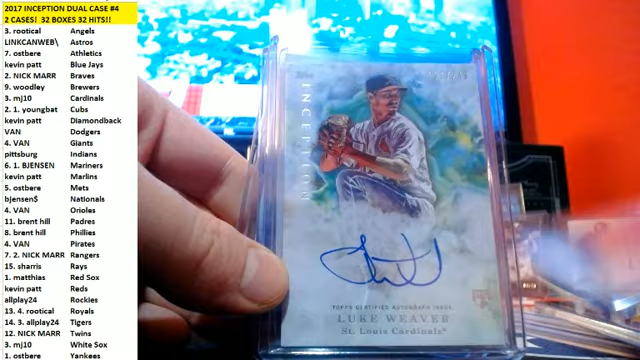 2017 INCEPTION DUAL CASE #4
2 CASES! 32 BOXES 32 HITS!!
3. rootical Angels
LINKCANWEB\ Astros
7. ostbere Athletics
kevin patt Blue Jays
2. NICK MARR Braves
9. woodley Brewers
3. mj10 Cardinals
2. 1. youngbat Cubs
kevin patt Diamondback
VAN Dodgers
4. VAN Giants
pittsburg Indians
6. 1. BJENSEN Mariners
kevin patt Marlins
5. ostbere Mets
bjensen$ Nationals
4. VAN Orioles
11. brent hill Padres
8. brent hill Phillies
4. VAN Pirates
7. 2. NICK MARR Rangers
15. sharris Rays
1. matthias Red Sox
kevin patt Reds
allplay24 Rockies
13. 4. rootical Royals
14. 3. allplay24 Tigers
12. NICK MARR Twins
3. mj10 White Sox
1. ostbere Yankees
Topps
INCEPTION
TOPPS CERTIFIED AUTOGRAPH ISSUE
LUKE WEAVER
St. Louis Cardinals®